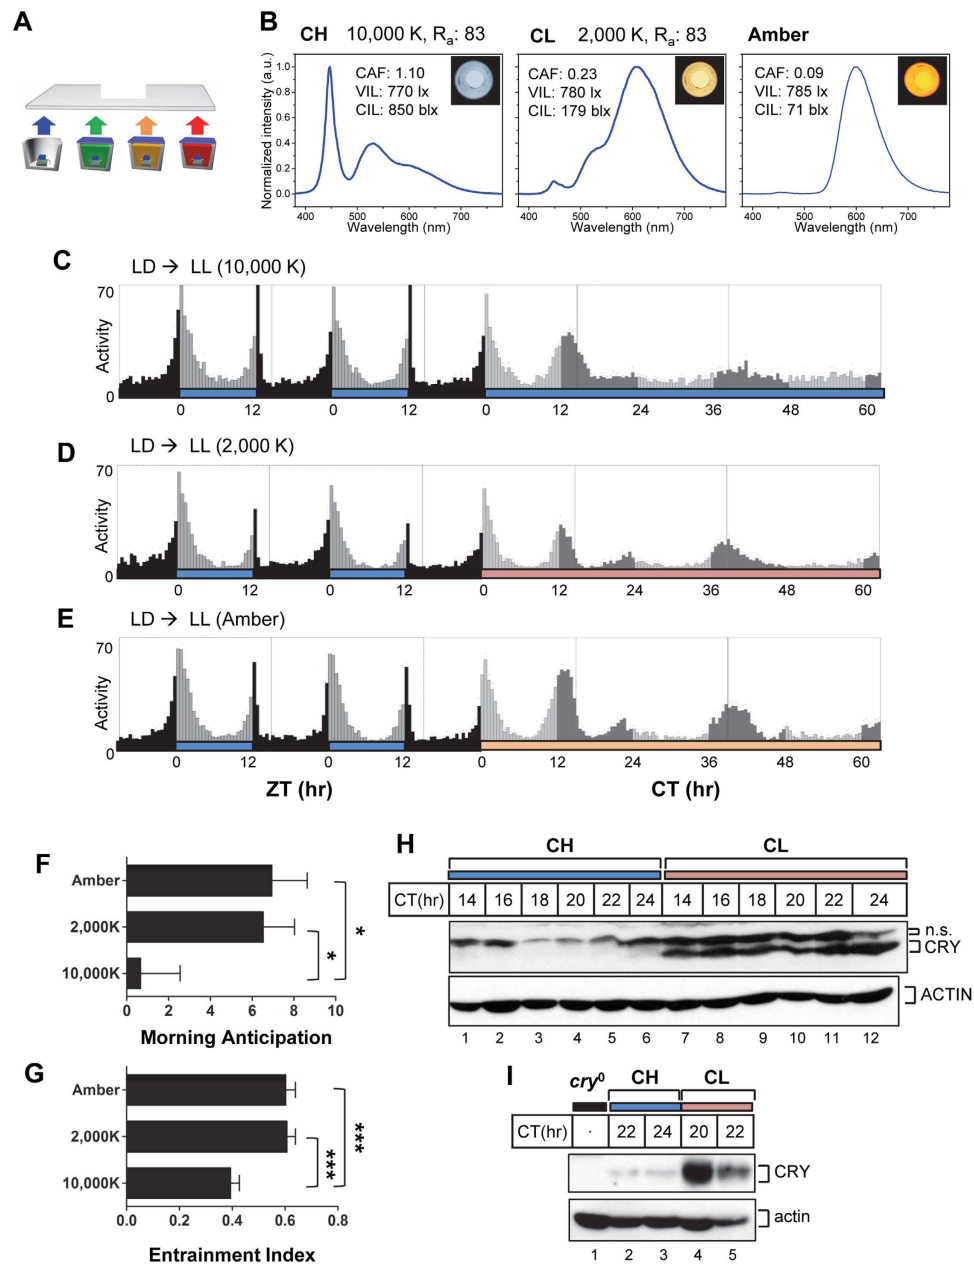 A
B
CH 10,000 K, Ra: 83
CL 2,000 K, Ra: 83
Amber
Normalized intensity (a.u.)
1.0
0.8
0.6
0.4
0.2
0.0
CAF: 1.10
VIL: 770 lx
CIL: 850 blx
CAF: 0.23
VIL: 780 lx
CIL: 179 blx
CAF: 0.09
VIL: 785 lx
CIL: 71 blx
400 500 600 700
400 500 600 700
400 500 600 700
Wavelength (nm)
Wavelength (nm)
Wavelength (nm)
C
LD → LL (10,000 K)
70
Activity
0
0 12 0 12 0 12 24 36 48 60
D
LD → LL (2,000 K)
70
Activity
0
0 12 0 12 0 12 24 36 48 60
E
LD → LL (Amber)
70
Activity
0
0 12 0 12 0 12 24 36 48 60
ZT (hr) CT (hr)
F
Amber
2,000K
10,000K
* *
0 2 4 6 8 10
Morning Anticipation
G
Amber
2,000K
10,000K
*** ***
0.0 0.2 0.4 0.6 0.8
Entrainment Index
H
CH CL
CT(hr) 14 16 18 20 22 24 14 16 18 20 22 24
n.s.
CRY
ACTIN
1 2 3 4 5 6 7 8 9 10 11 12
I
cry0 CH CL
CT(hr) · 22 24 20 22
CRY
actin
1 2 3 4 5